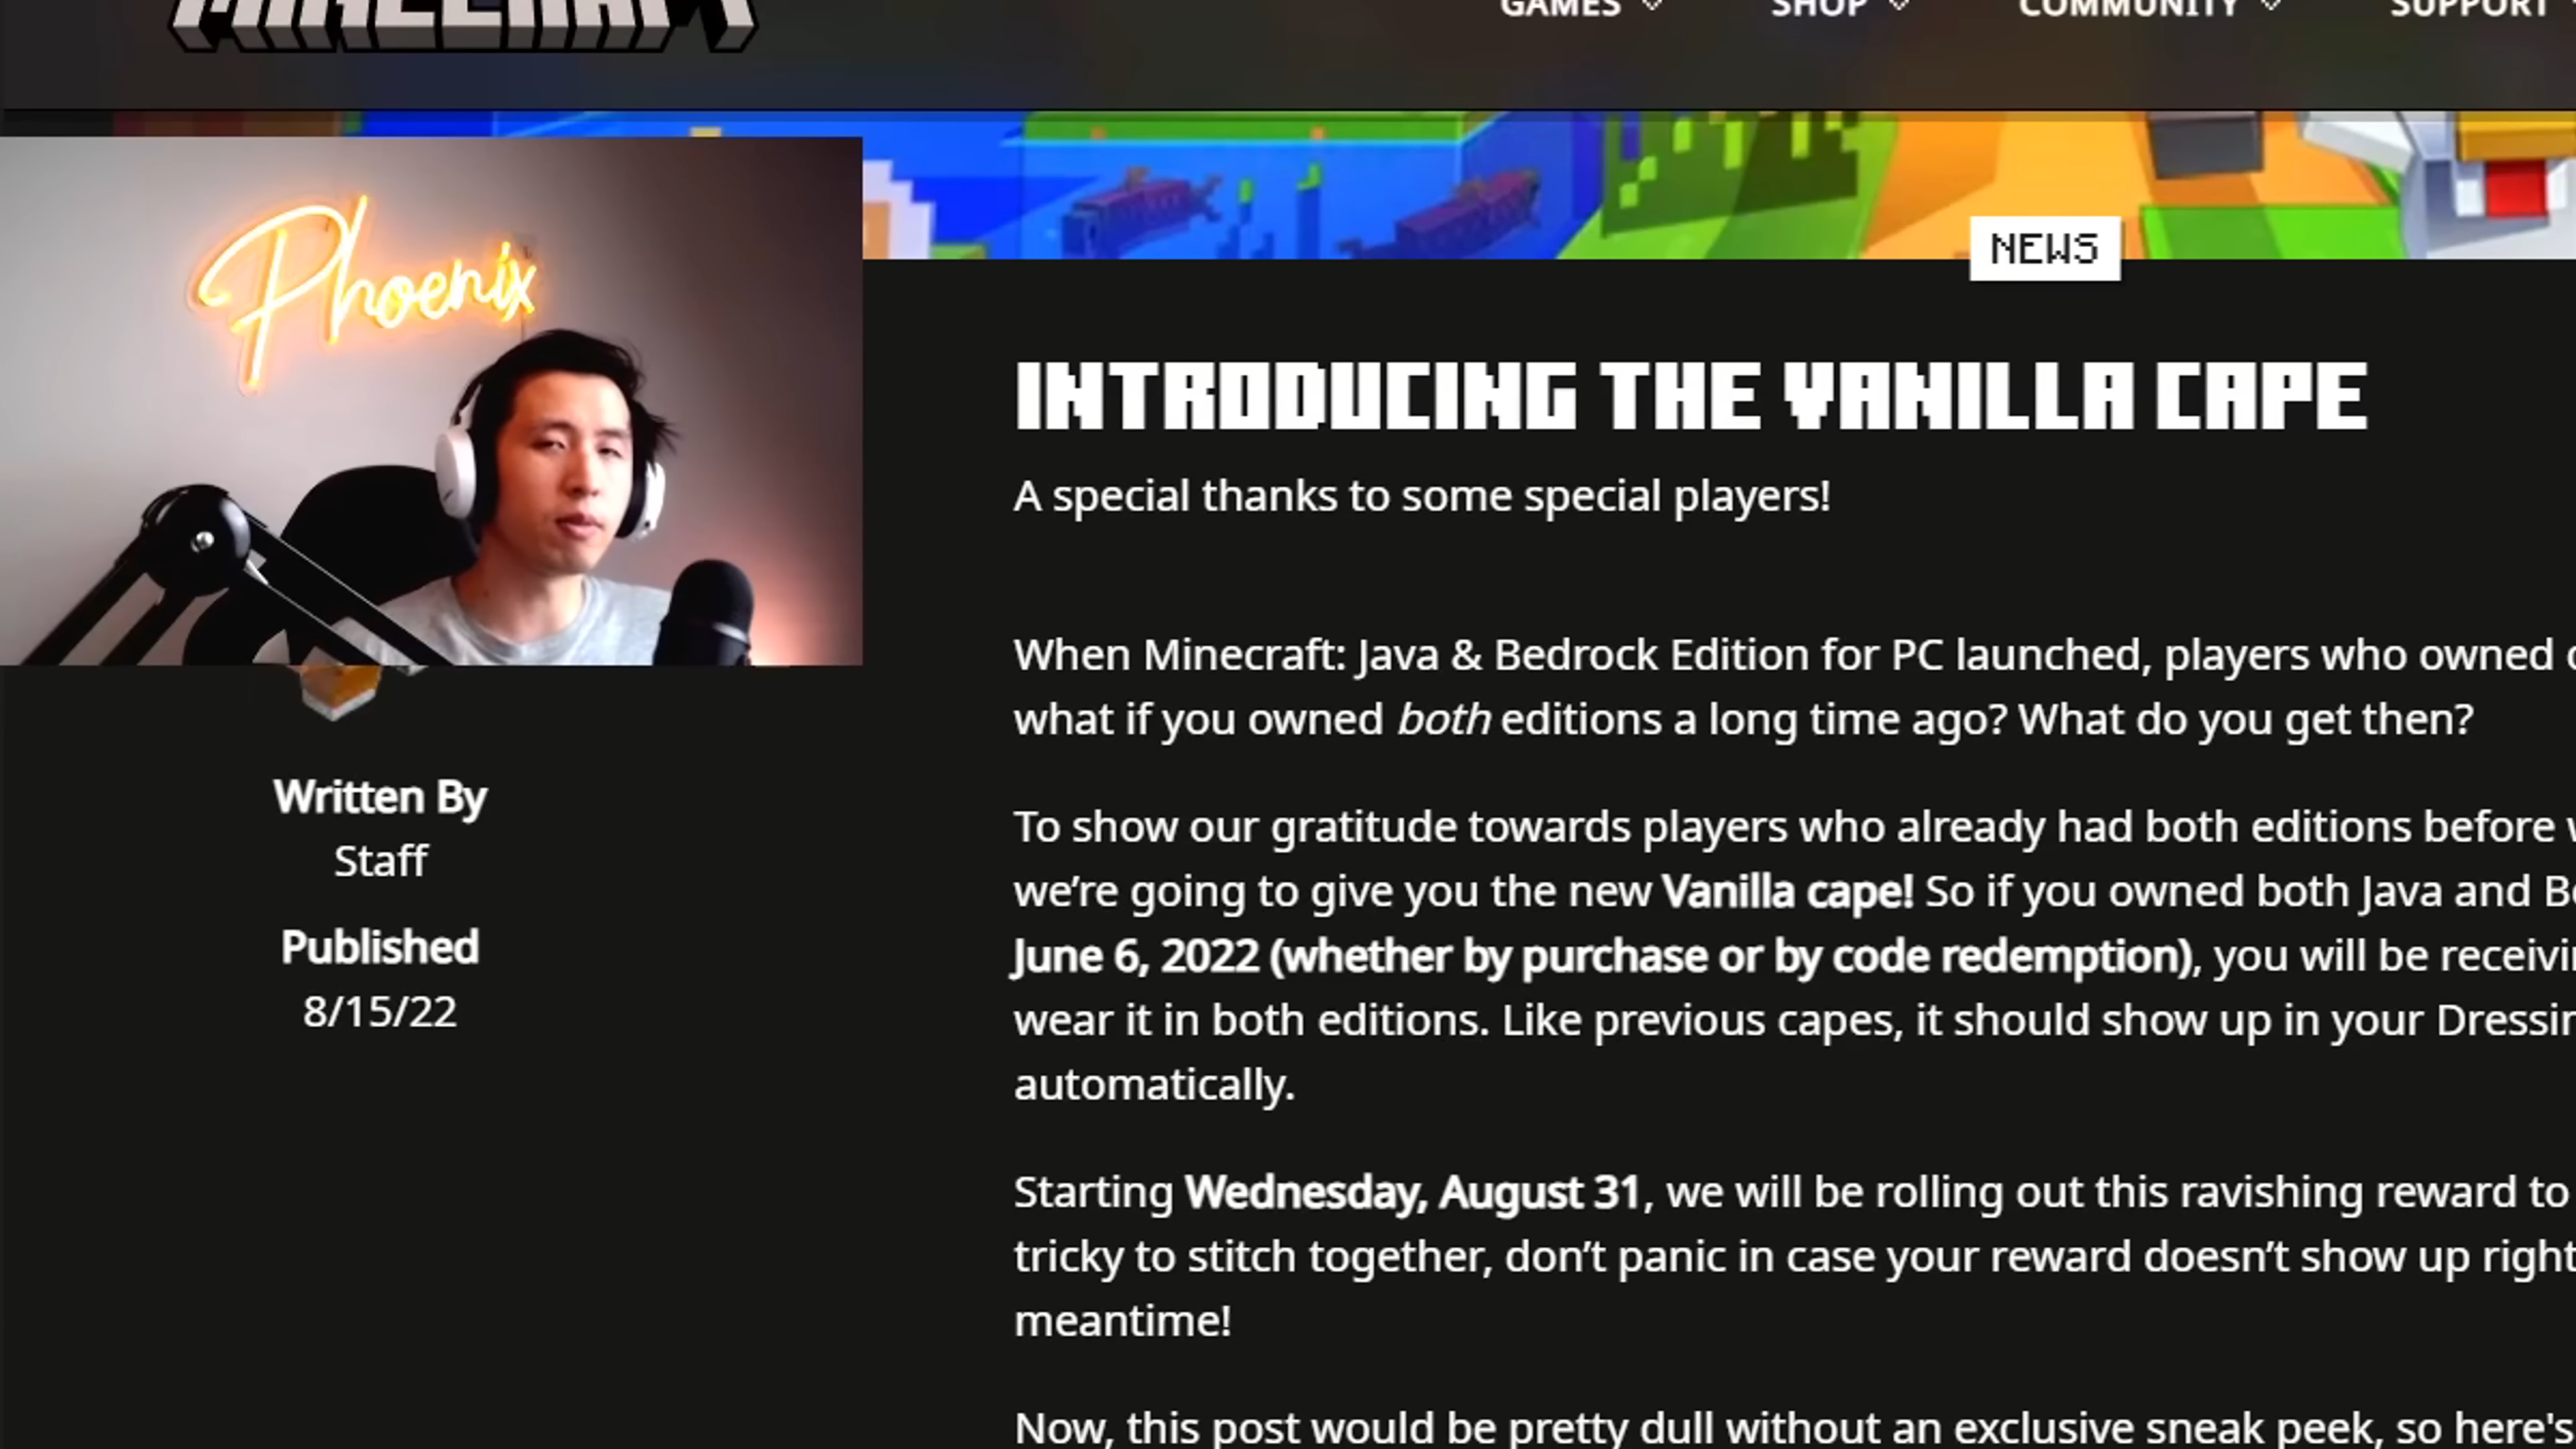 MINECRAFT
GAMES
SHOP
COMMUNITY
SUPPORT
Phoenix
NEWS
INTRODUCING THE VANILLA CAPE
A special thanks to some special players!
When Minecraft: Java & Bedrock Edition for PC launched, players who owned
what if you owned both editions a long time ago? What do you get then?
To show our gratitude towards players who already had both editions before
we’re going to give you the new Vanilla cape! So if you owned both Java and
June 6, 2022 (whether by purchase or by code redemption), you will be
wear it in both editions. Like previous capes, it should show up in your
automatically.
Starting Wednesday, August 31, we will be rolling out this ravishing reward to
tricky to stitch together, don’t panic in case your reward doesn’t show up right
meantime!
Now, this post would be pretty dull without an exclusive sneak peek, so here's
Written By
Staff
Published
8/15/22